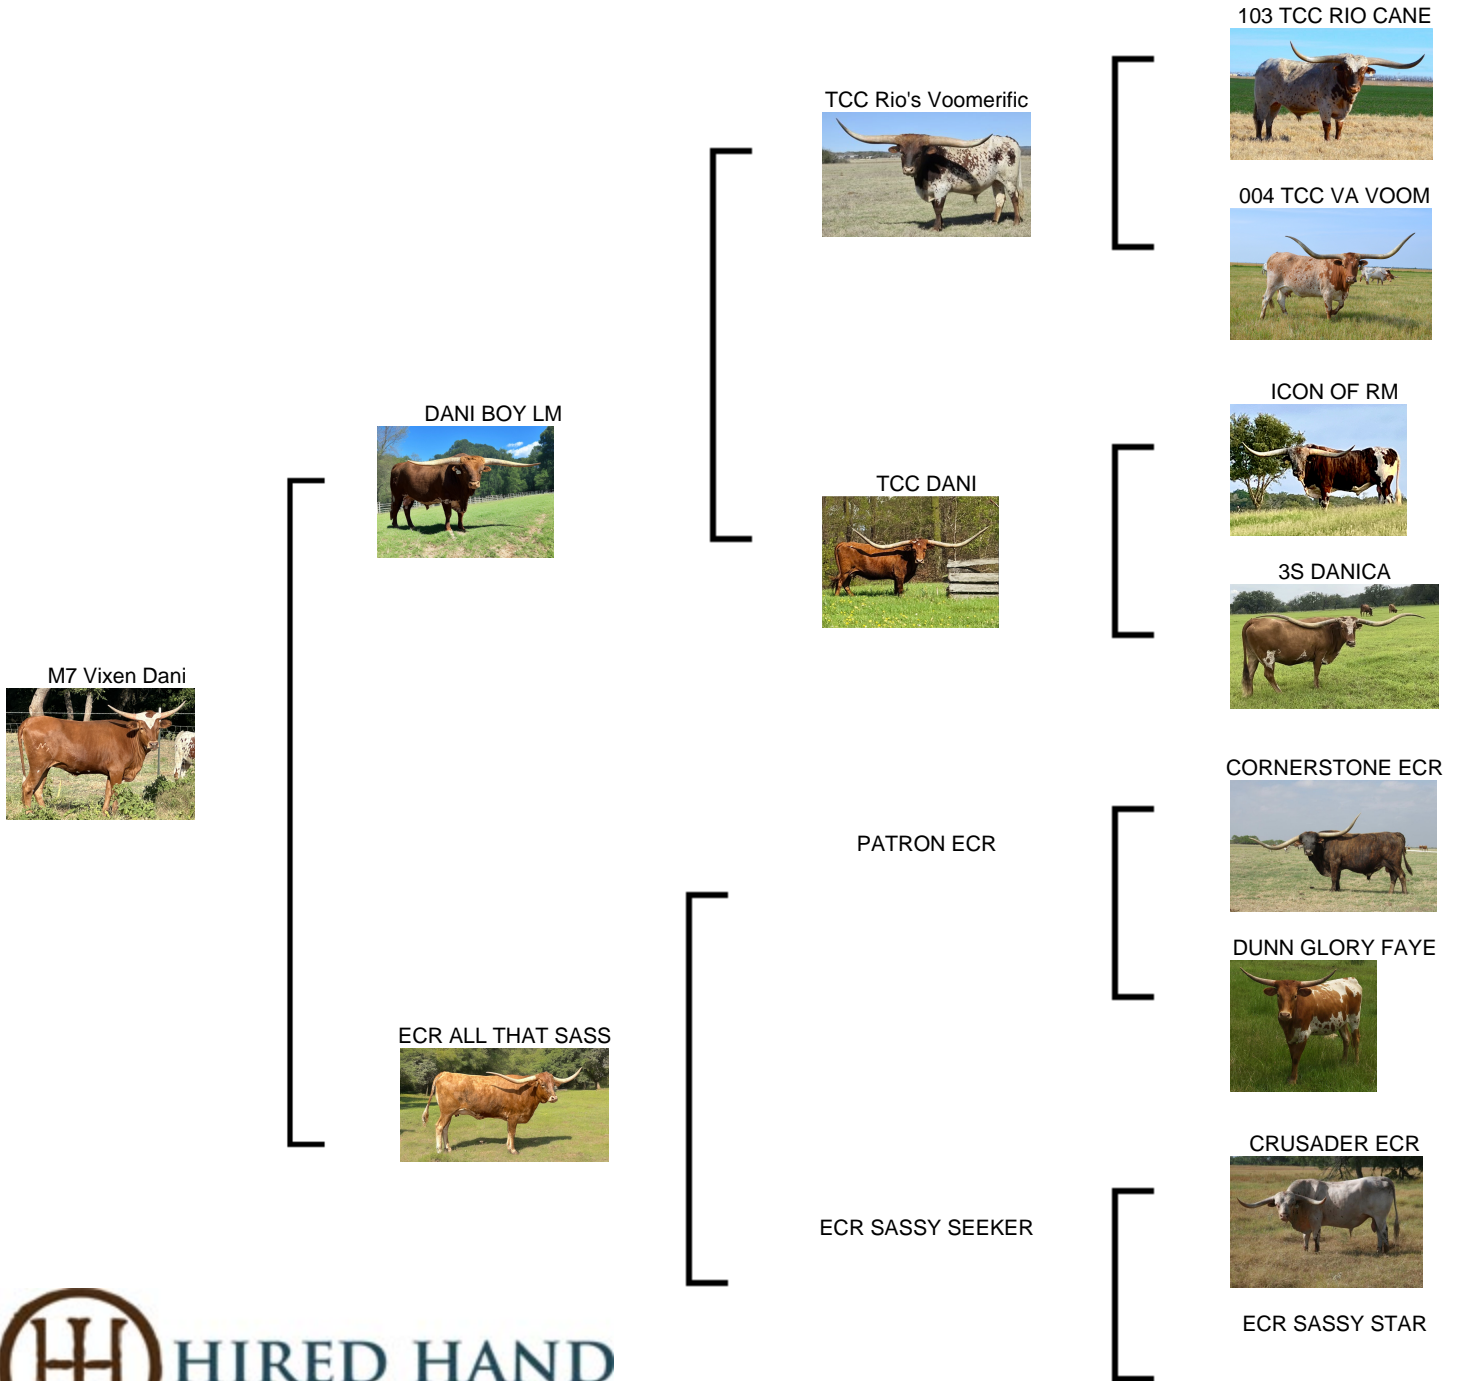 103 TCC RIO CANE
TCC Rio's Voomerific
004 TCC VA VOOM
DANI BOY LM
ICON OF RM
TCC DANI
3S DANICA
M7 Vixen Dani
CORNERSTONE ECR
PATRON ECR
DUNN GLORY FAYE
ECR ALL THAT SASS
CRUSADER ECR
ECR SASSY SEEKER
ECR SASSY STAR
HIRED HAND